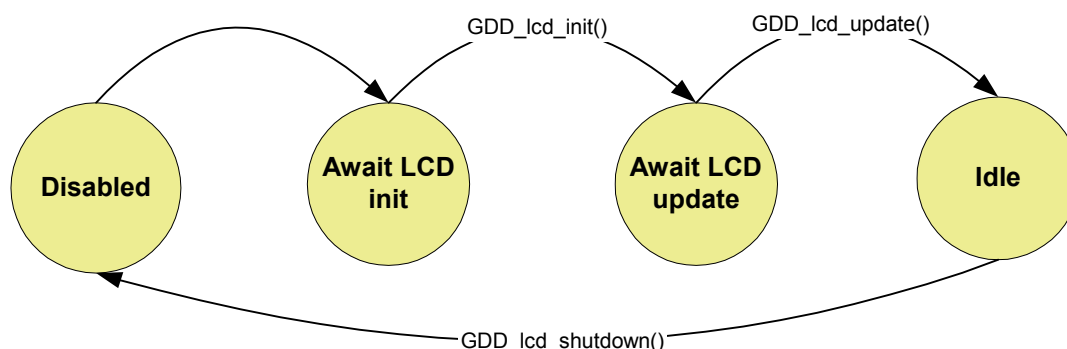 GDD_lcd_init()
GDD_lcd_update()
Disabled
Await LCD
init
Await LCD
update
Idle
GDD_lcd_shutdown()